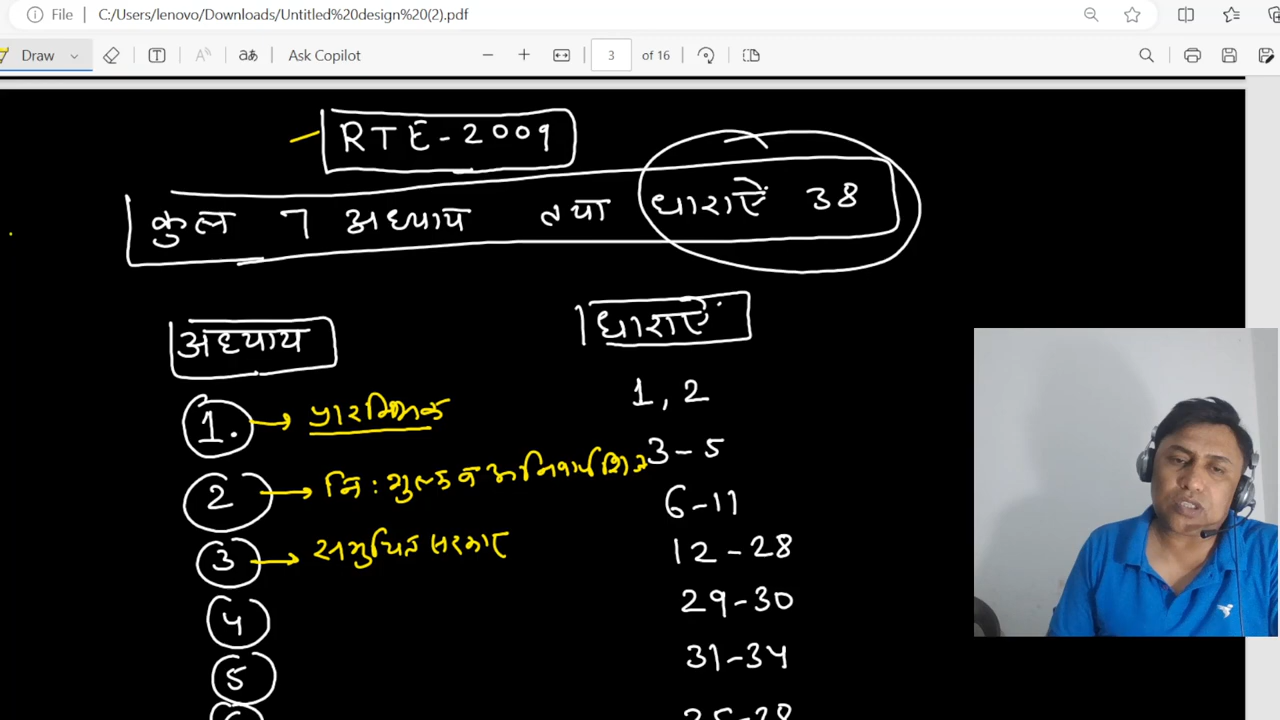 File C:/Users/lenovo/Downloads/Untitled%20design%20(2).pdf
Draw Ask Copilot 3 of 16
RTE-2009
कुल 7 अध्याय तथा धाराऐं 38
अध्याय धाराऐं
1. → प्रारम्भिक 1, 2
2 → नि:शुल्क व अनिवार्य शिक्षा 3-5
3 → समुचित सरकार 6-11
12-28
4 29-30
5 31-34